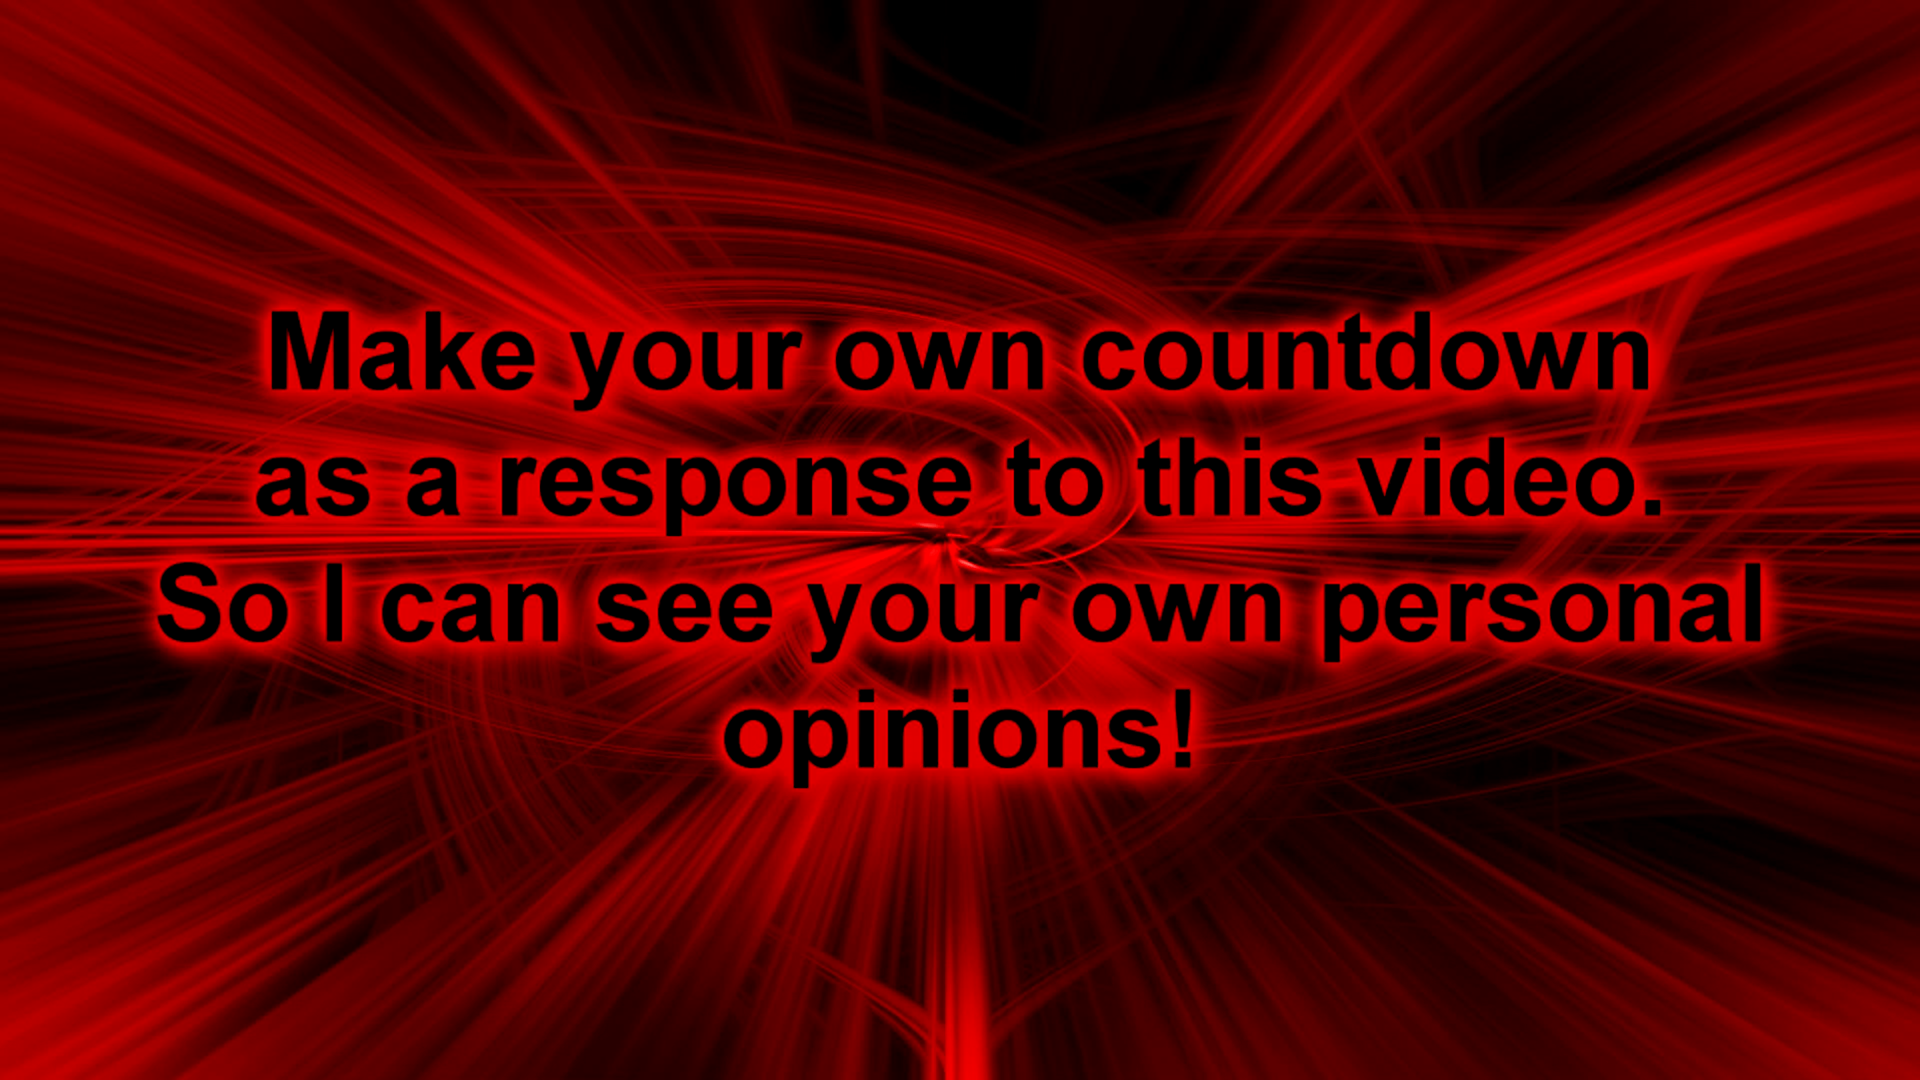 Make your own countdown
as a response to this video.
So I can see your own personal
opinions!